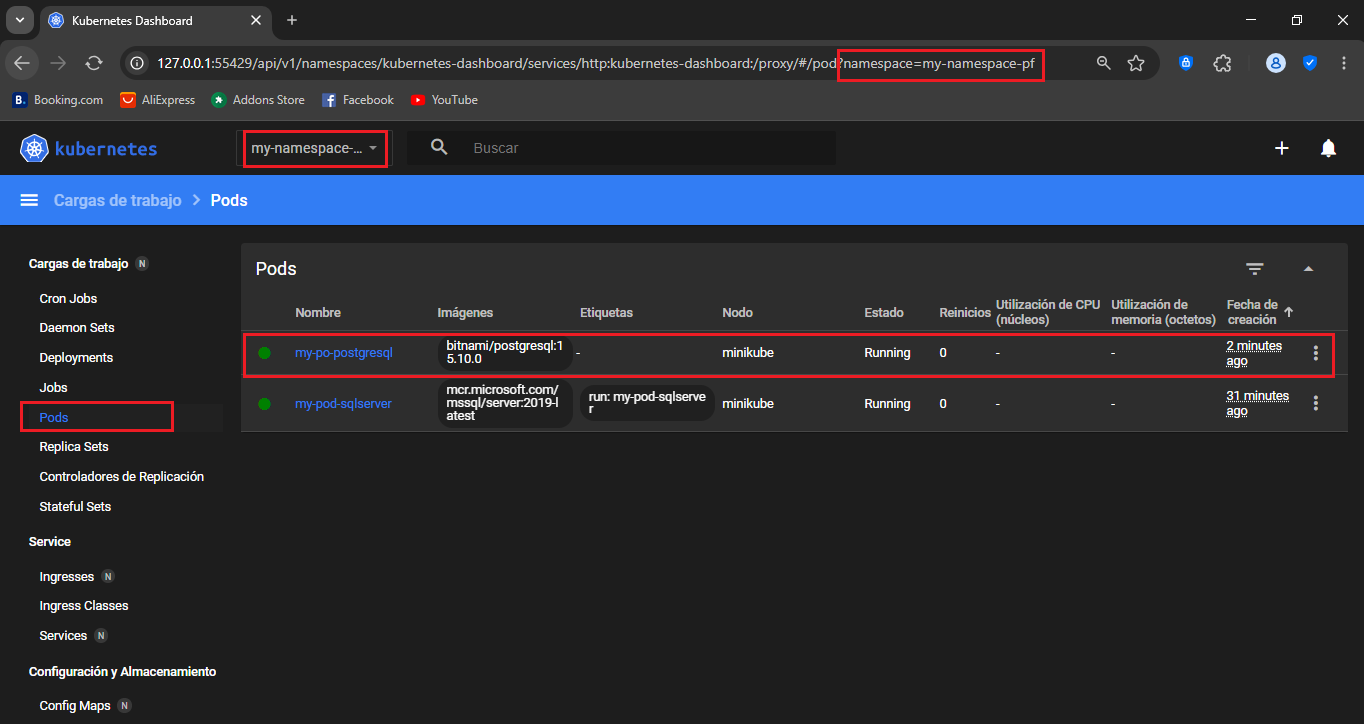 Kubernetes Dashboard
127.0.0.1:55429/api/v1/namespaces/kubernetes-dashboard/services/http:kubernetes-dashboard:/proxy/#/pod?namespace=my-namespace-pf
B. Booking.com AliExpress Addons Store Facebook YouTube
kubernetes my-namespace-... Buscar
Cargas de trabajo > Pods
Cargas de trabajo N
Cron Jobs
Daemon Sets
Deployments
Jobs
Pods
Replica Sets
Controladores de Replicación
Stateful Sets
Service
Ingresses N
Ingress Classes
Services N
Configuración y Almacenamiento
Config Maps N
Pods
Nombre Imágenes Etiquetas Nodo Estado Reinicios Utilización de CPU (núcleos) Utilización de memoria (octetos) Fecha de creación
my-po-postgresql bitnami/postgresql:15.10.0 - minikube Running 0 - - 2 minutes ago
my-pod-sqlserver mcr.microsoft.com/mssql/server:2019-latest run: my-pod-sqlserver minikube Running 0 - - 31 minutes ago